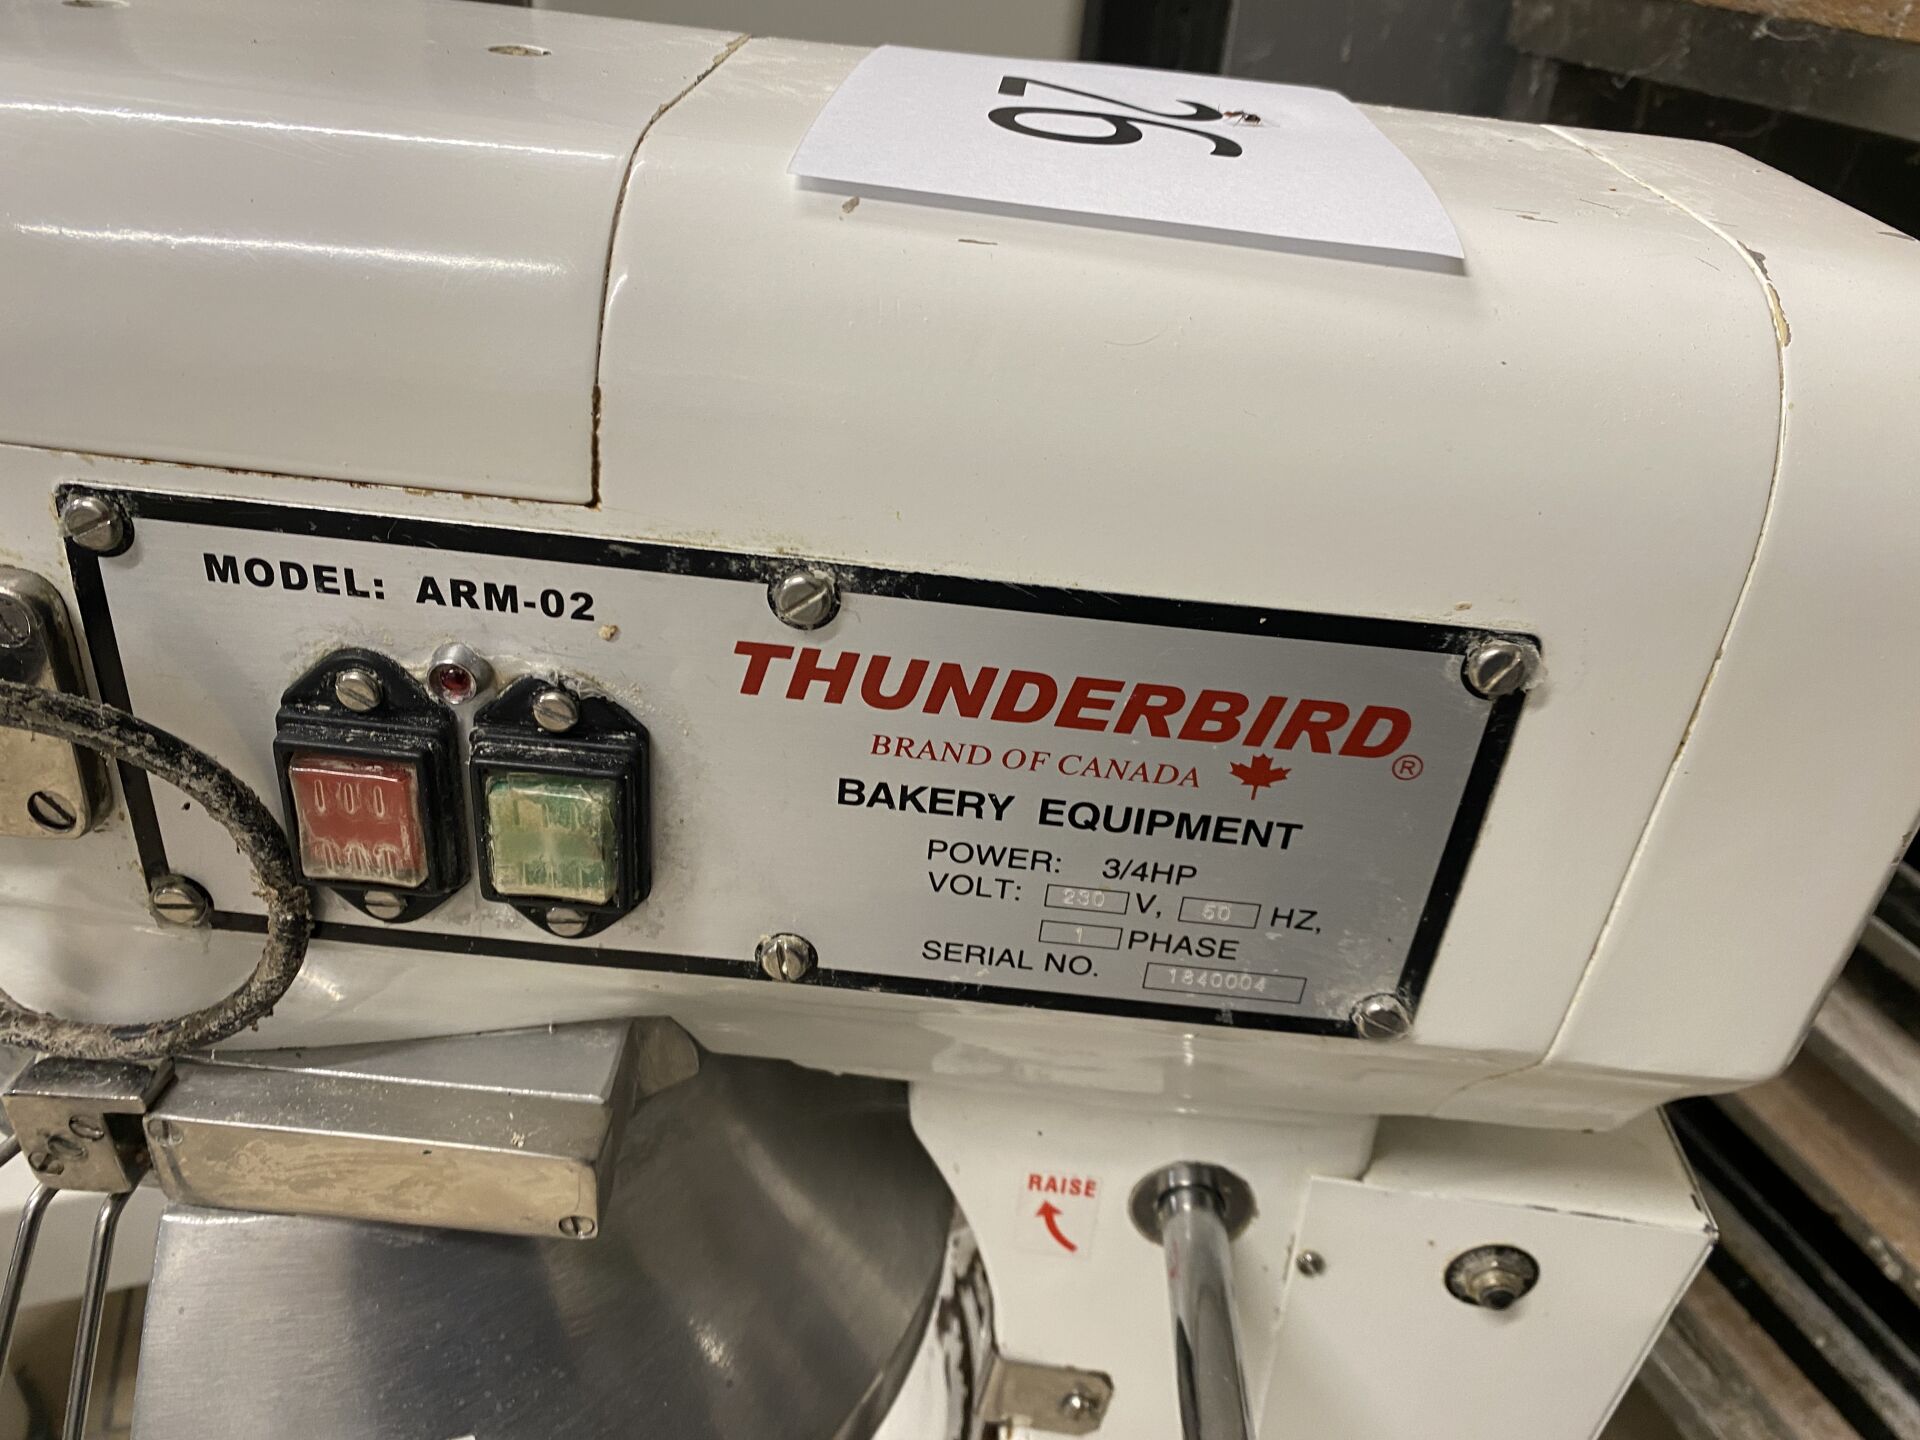 26
MODEL: ARM-02
THUNDERBIRD®
BRAND OF CANADA
BAKERY EQUIPMENT
POWER: 3/4HP
VOLT: 230 V, 60 HZ,
1 PHASE
SERIAL NO. 1840004
RAISE